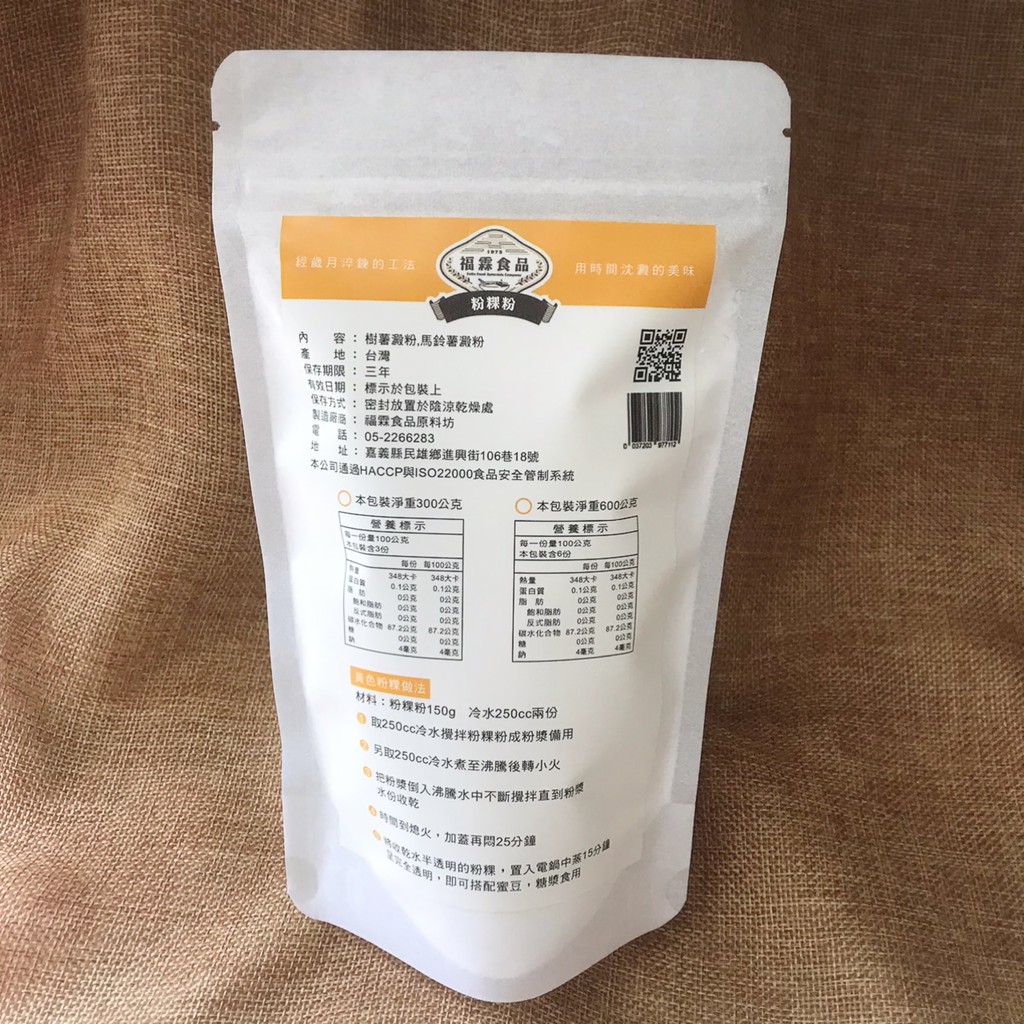 經歲月淬鍊的工法
1975
福霖食品
用時間沈澱的美味
粉粿粉
內容：樹薯澱粉,馬鈴薯澱粉
產地：台灣
保存期限：三年
有效日期：標示於包裝上
保存方式：密封放置於陰涼乾燥處
製造廠商：福霖食品原料坊
電話：05-2266283
地址：嘉義縣民雄鄉進興街106巷18號
本公司通過HACCP與ISO22000食品安全管制系統
0 037203 977112
本包裝淨重300公克
營養標示
每一份量100公克
本包裝含3份
每份 每100公克
熱量 348大卡 348大卡
蛋白質 0.1公克 0.1公克
脂肪 0公克 0公克
飽和脂肪 0公克 0公克
反式脂肪 0公克 0公克
碳水化合物 87.2公克 87.2公克
糖 0公克 0公克
鈉 4毫克 4毫克
本包裝淨重600公克
營養標示
每一份量100公克
本包裝含6份
每份 每100公克
熱量 348大卡 348大卡
蛋白質 0.1公克 0.1公克
脂肪 0公克 0公克
飽和脂肪 0公克 0公克
反式脂肪 0公克 0公克
碳水化合物 87.2公克 87.2公克
糖 0公克 0公克
鈉 4毫克 4毫克
黃色粉粿做法
材料：粉粿粉150g 冷水250cc兩份
1 取250cc冷水攪拌粉粿粉成粉漿備用
2 另取250cc冷水煮至沸騰後轉小火
3 把粉漿倒入沸騰水中不斷攪拌直到粉漿
水份收乾
4 時間到熄火，加蓋再悶25分鐘
5 將收乾水半透明的粉粿，置入電鍋中蒸15分鐘
至完全透明，即可搭配蜜豆，糖漿食用